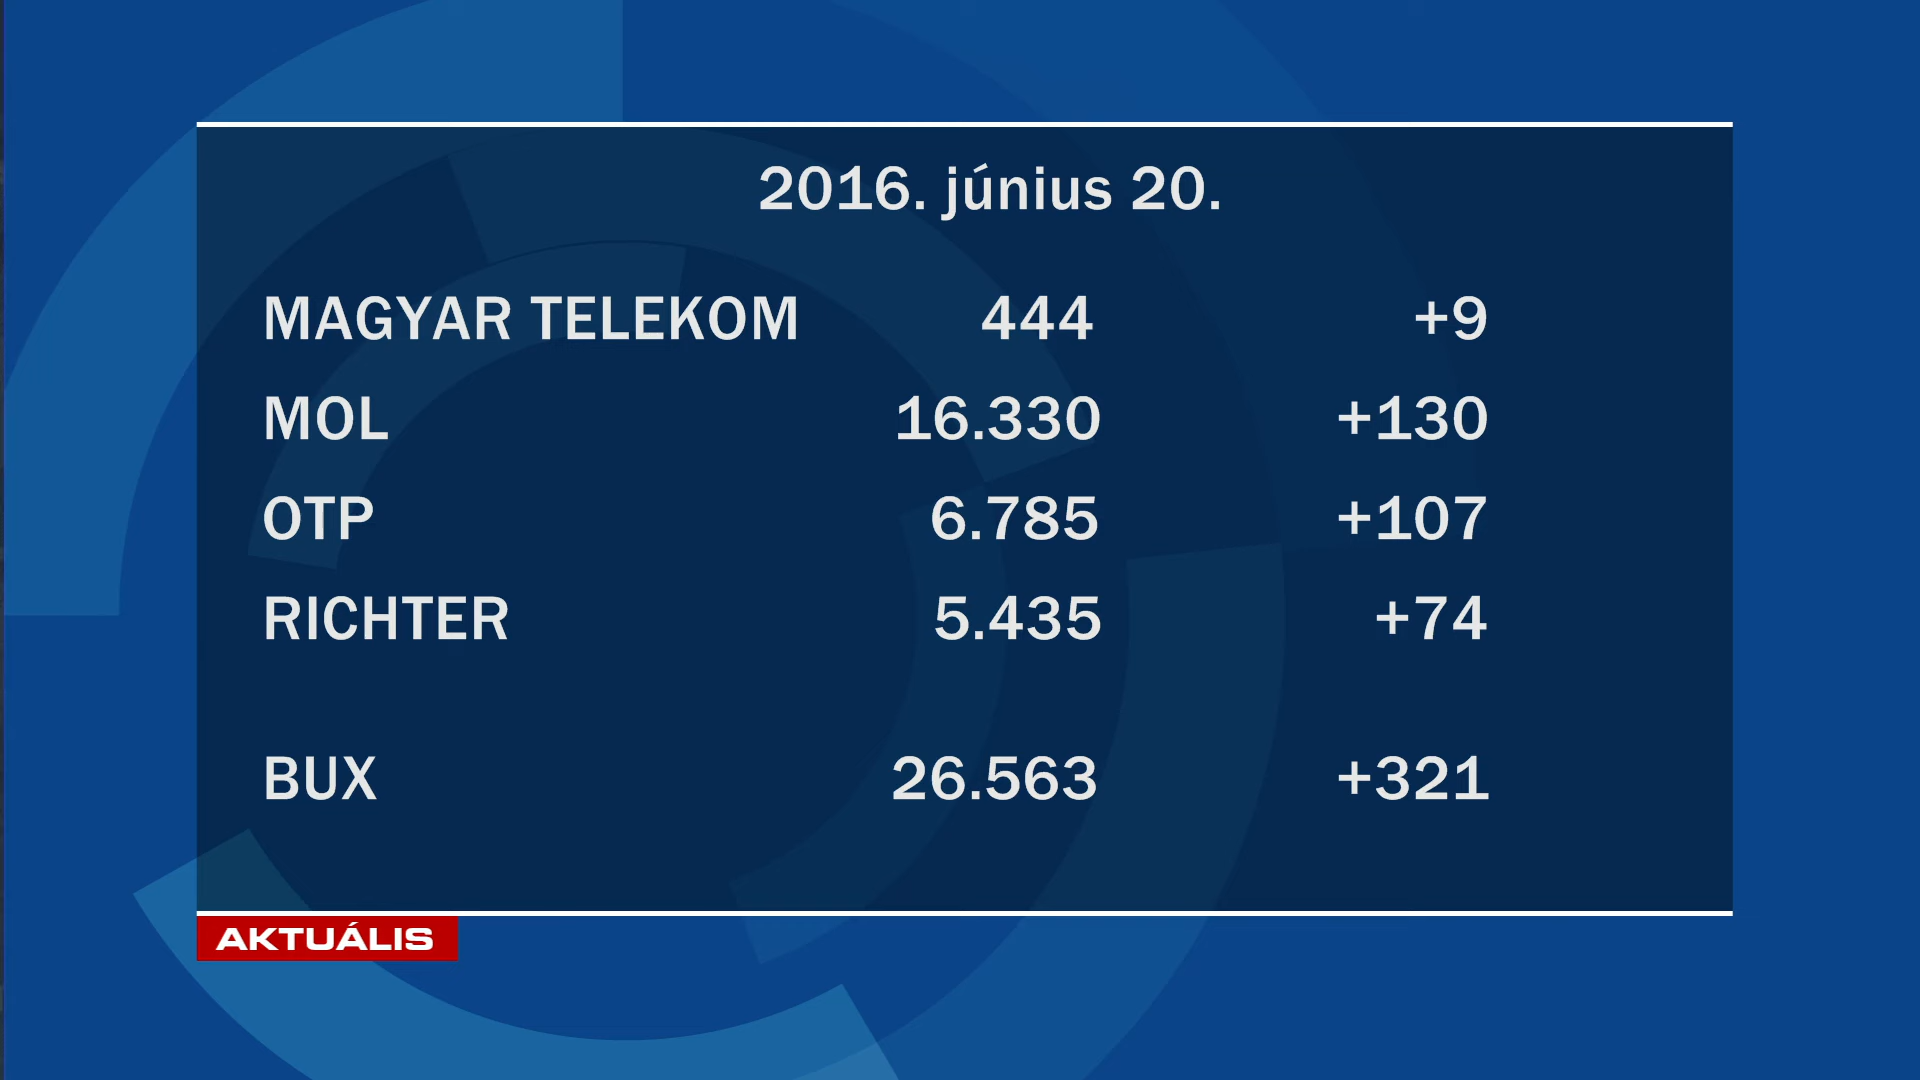 2016. június 20.
MAGYAR TELEKOM 444 +9
MOL 16.330 +130
OTP 6.785 +107
RICHTER 5.435 +74
BUX 26.563 +321
AKTUÁLIS